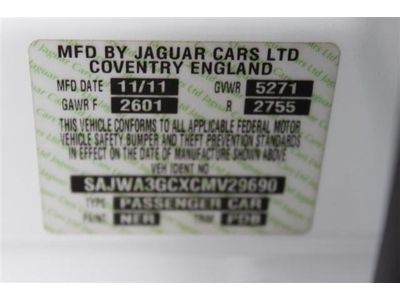 MFD BY JAGUAR CARS LTD
COVENTRY ENGLAND
MFD DATE 11/11 GVWR 5271
GAWR F 2601 R 2755
THIS VEHICLE CONFORMS TO ALL APPLICABLE FEDERAL MOTOR
VEHICLE SAFETY BUMPER AND THEFT PREVENTION STANDARDS
IN EFFECT ON THE DATE OF MANUFACTURE SHOWN ABOVE
VEH IDENT Nº
SAJWA3GCXCMV29690
TYPE: PASSENGER CAR
PAINT: NER TRIM PDB